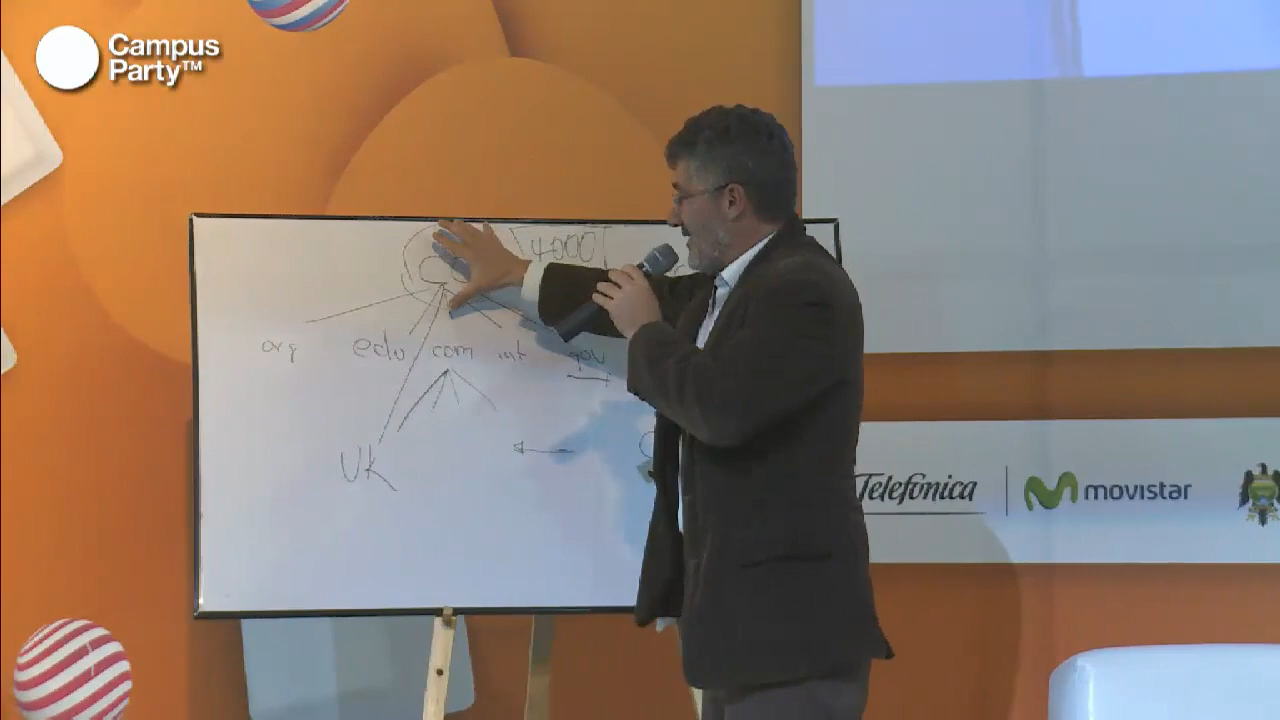 Campus
Party™
4000
org edu com int gov
UK
Telefónica movistar